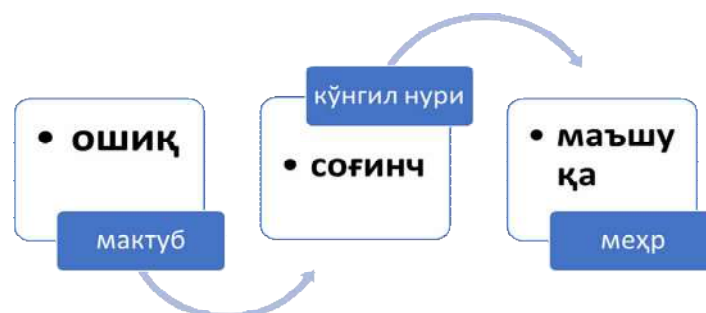 • ошиқ
мактуб
кўнгил нури
• соғинч
• маъшу
қа
меҳр